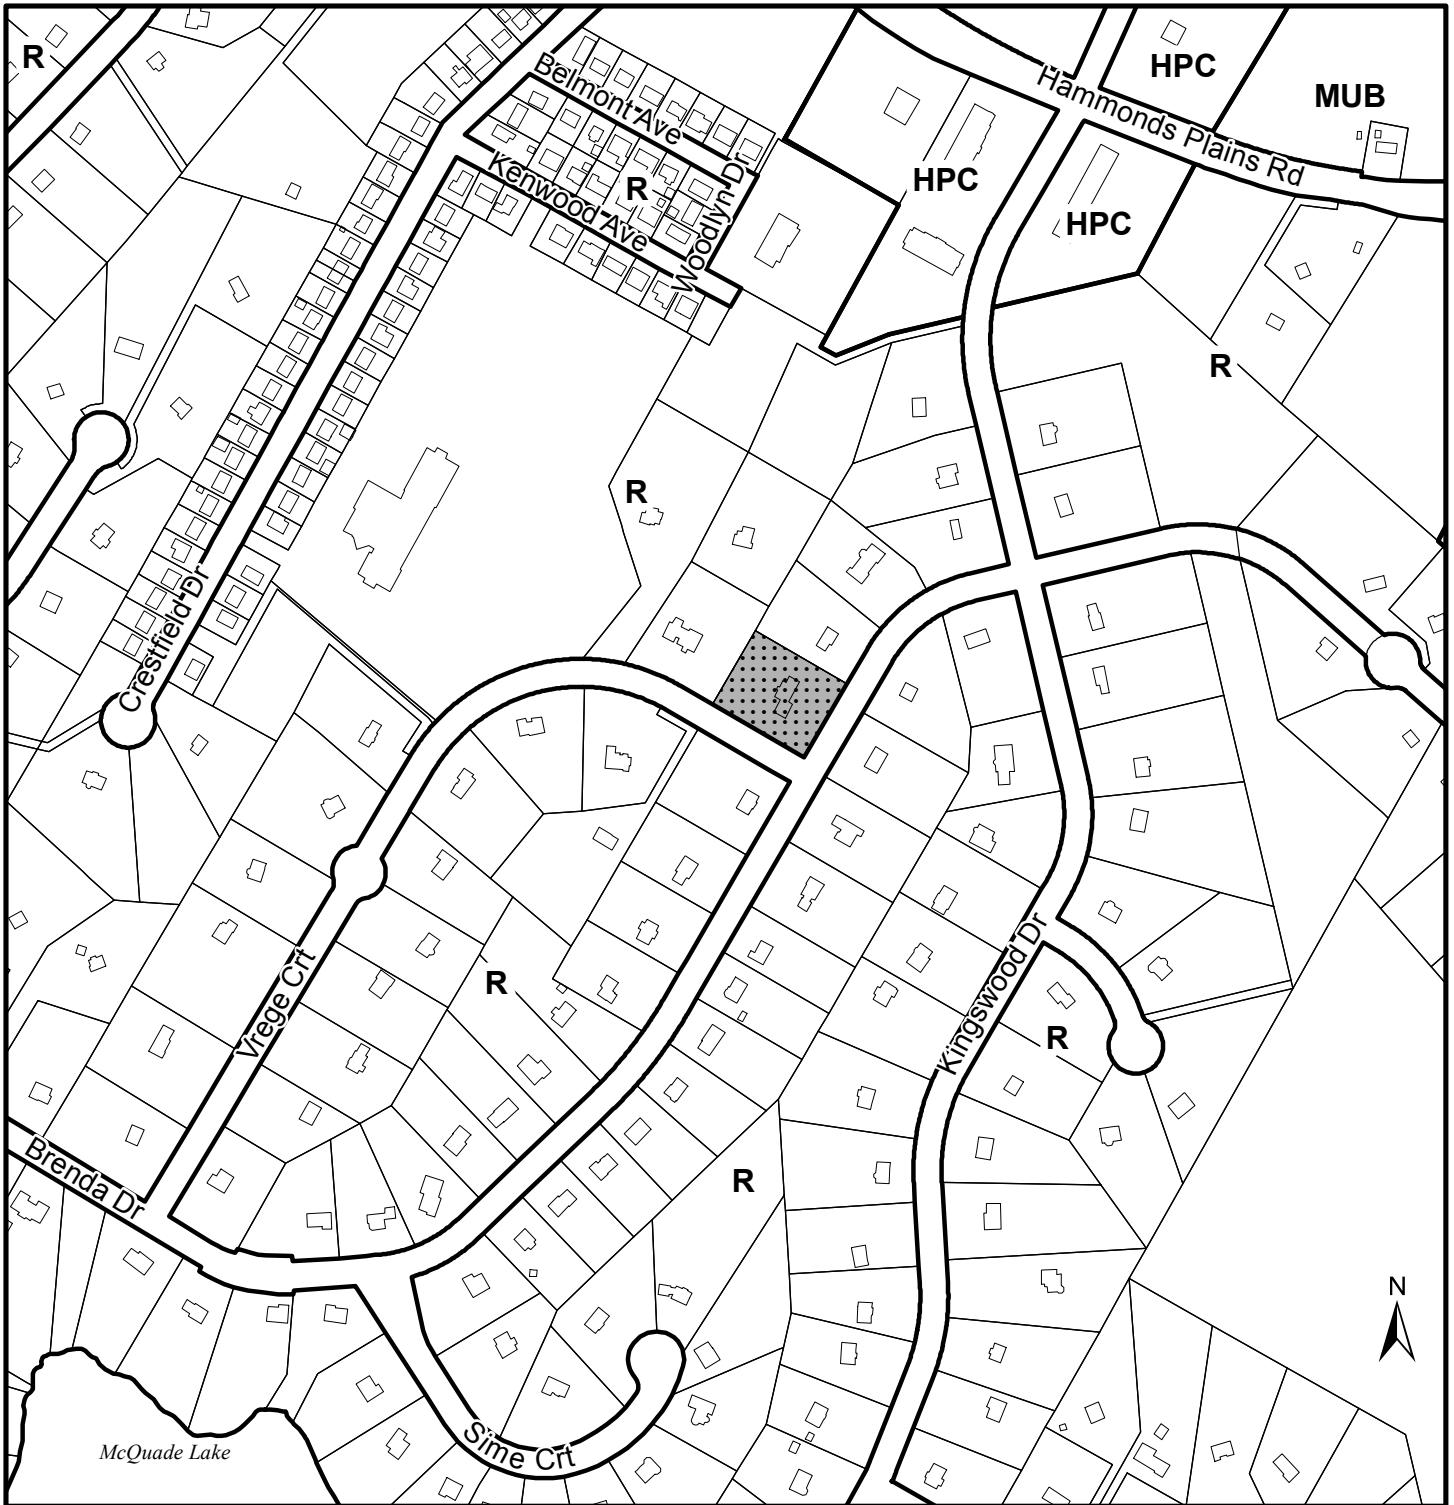 R
Belmont Ave
Hammonds Plains Rd
HPC
MUB
Kenwood Ave
R
Woodlyn Dr
HPC
HPC
R
R
Crestfield Dr
R
Vrege Crt
Kingswood Dr
R
Brenda Dr
R
N
Sime Crt
McQuade Lake